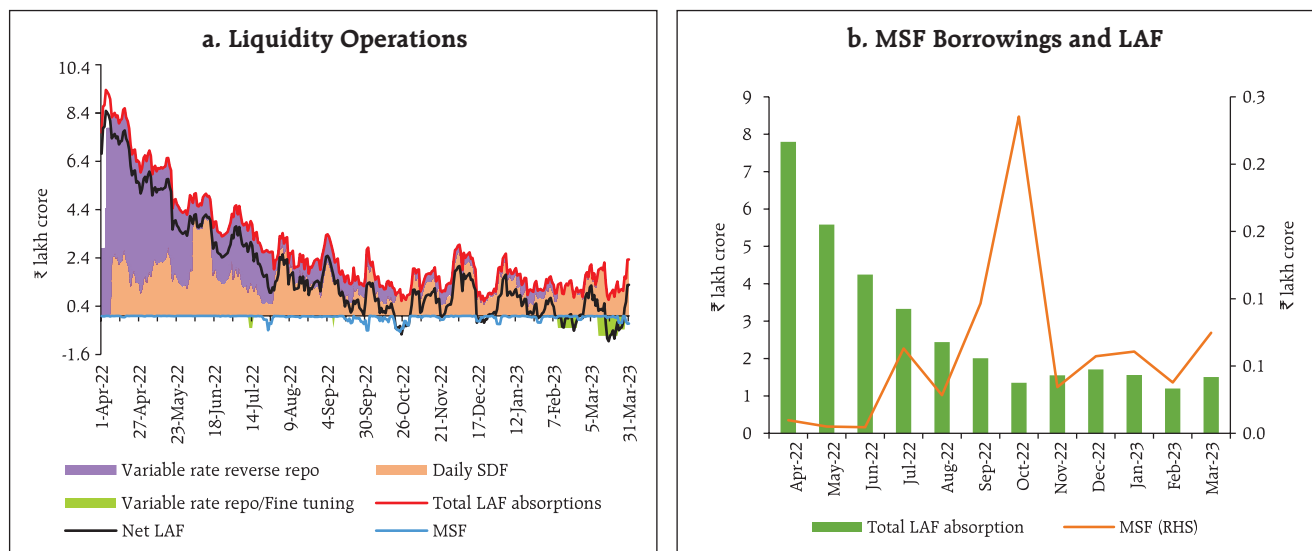 a. Liquidity Operations
₹ lakh crore
10.4
8.4
6.4
4.4
2.4
0.4
-1.6
1-Apr-22
27-Apr-22
23-May-22
18-Jun-22
14-Jul-22
9-Aug-22
4-Sep-22
30-Sep-22
26-Oct-22
21-Nov-22
17-Dec-22
12-Jan-23
7-Feb-23
5-Mar-23
31-Mar-23
Variable rate reverse repo
Daily SDF
Variable rate repo/Fine tuning
Total LAF absorptions
Net LAF
MSF
b. MSF Borrowings and LAF
₹ lakh crore
9
8
7
6
5
4
3
2
1
0
0.3
0.2
0.2
0.1
0.1
0.0
₹ lakh crore
Apr-22
May-22
Jun-22
Jul-22
Aug-22
Sep-22
Oct-22
Nov-22
Dec-22
Jan-23
Feb-23
Mar-23
Total LAF absorption
MSF (RHS)